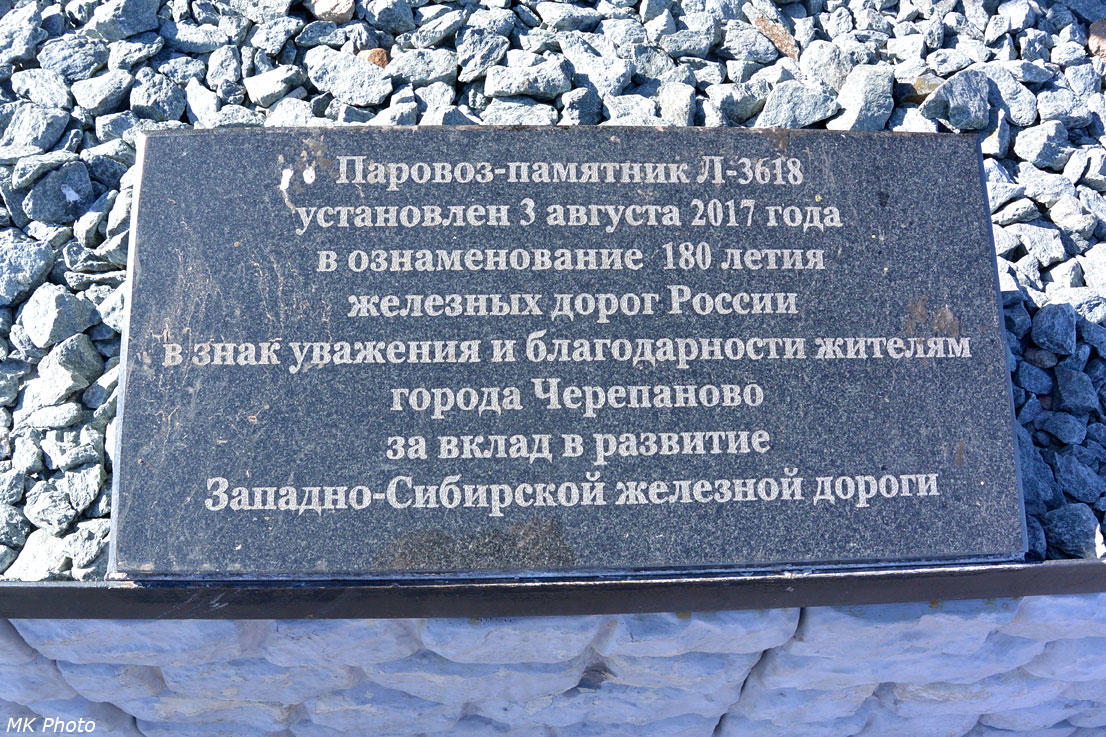 Паровоз-памятник Л-3618
установлен 3 августа 2017 года
в ознаменование 180 летия
железных дорог России
в знак уважения и благодарности жителям
города Черепаново
за вклад в развитие
Западно-Сибирской железной дороги
MK Photo